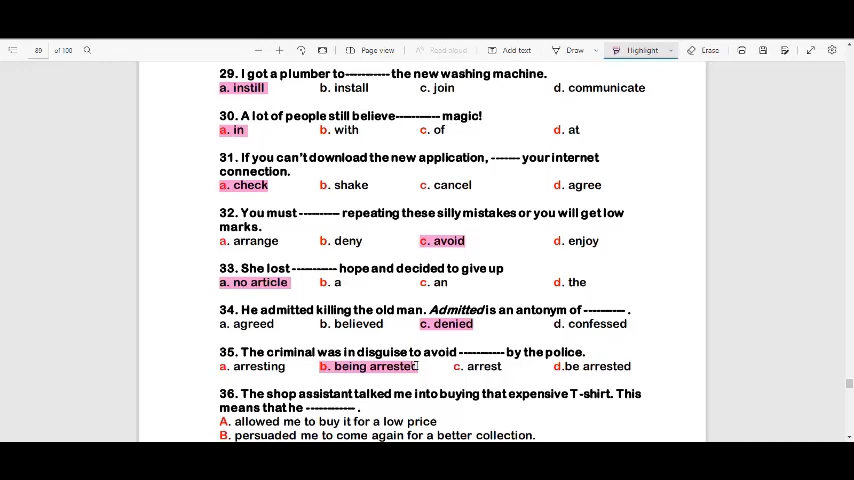 89 of 100 Page view Read aloud Add text Draw Highlight Erase
29. I got a plumber to----------- the new washing machine.
a. instill b. install c. join d. communicate
30. A lot of people still believe----------- magic!
a. in b. with c. of d. at
31. If you can't download the new application, ------- your internet
connection.
a. check b. shake c. cancel d. agree
32. You must ---------- repeating these silly mistakes or you will get low
marks.
a. arrange b. deny c. avoid d. enjoy
33. She lost ----------- hope and decided to give up
a. no article b. a c. an d. the
34. He admitted killing the old man. Admitted is an antonym of ---------- .
a. agreed b. believed c. denied d. confessed
35. The criminal was in disguise to avoid ----------- by the police.
a. arresting b. being arrested c. arrest d.be arrested
36. The shop assistant talked me into buying that expensive T-shirt. This
means that he ------------ .
A. allowed me to buy it for a low price
B. persuaded me to come again for a better collection.